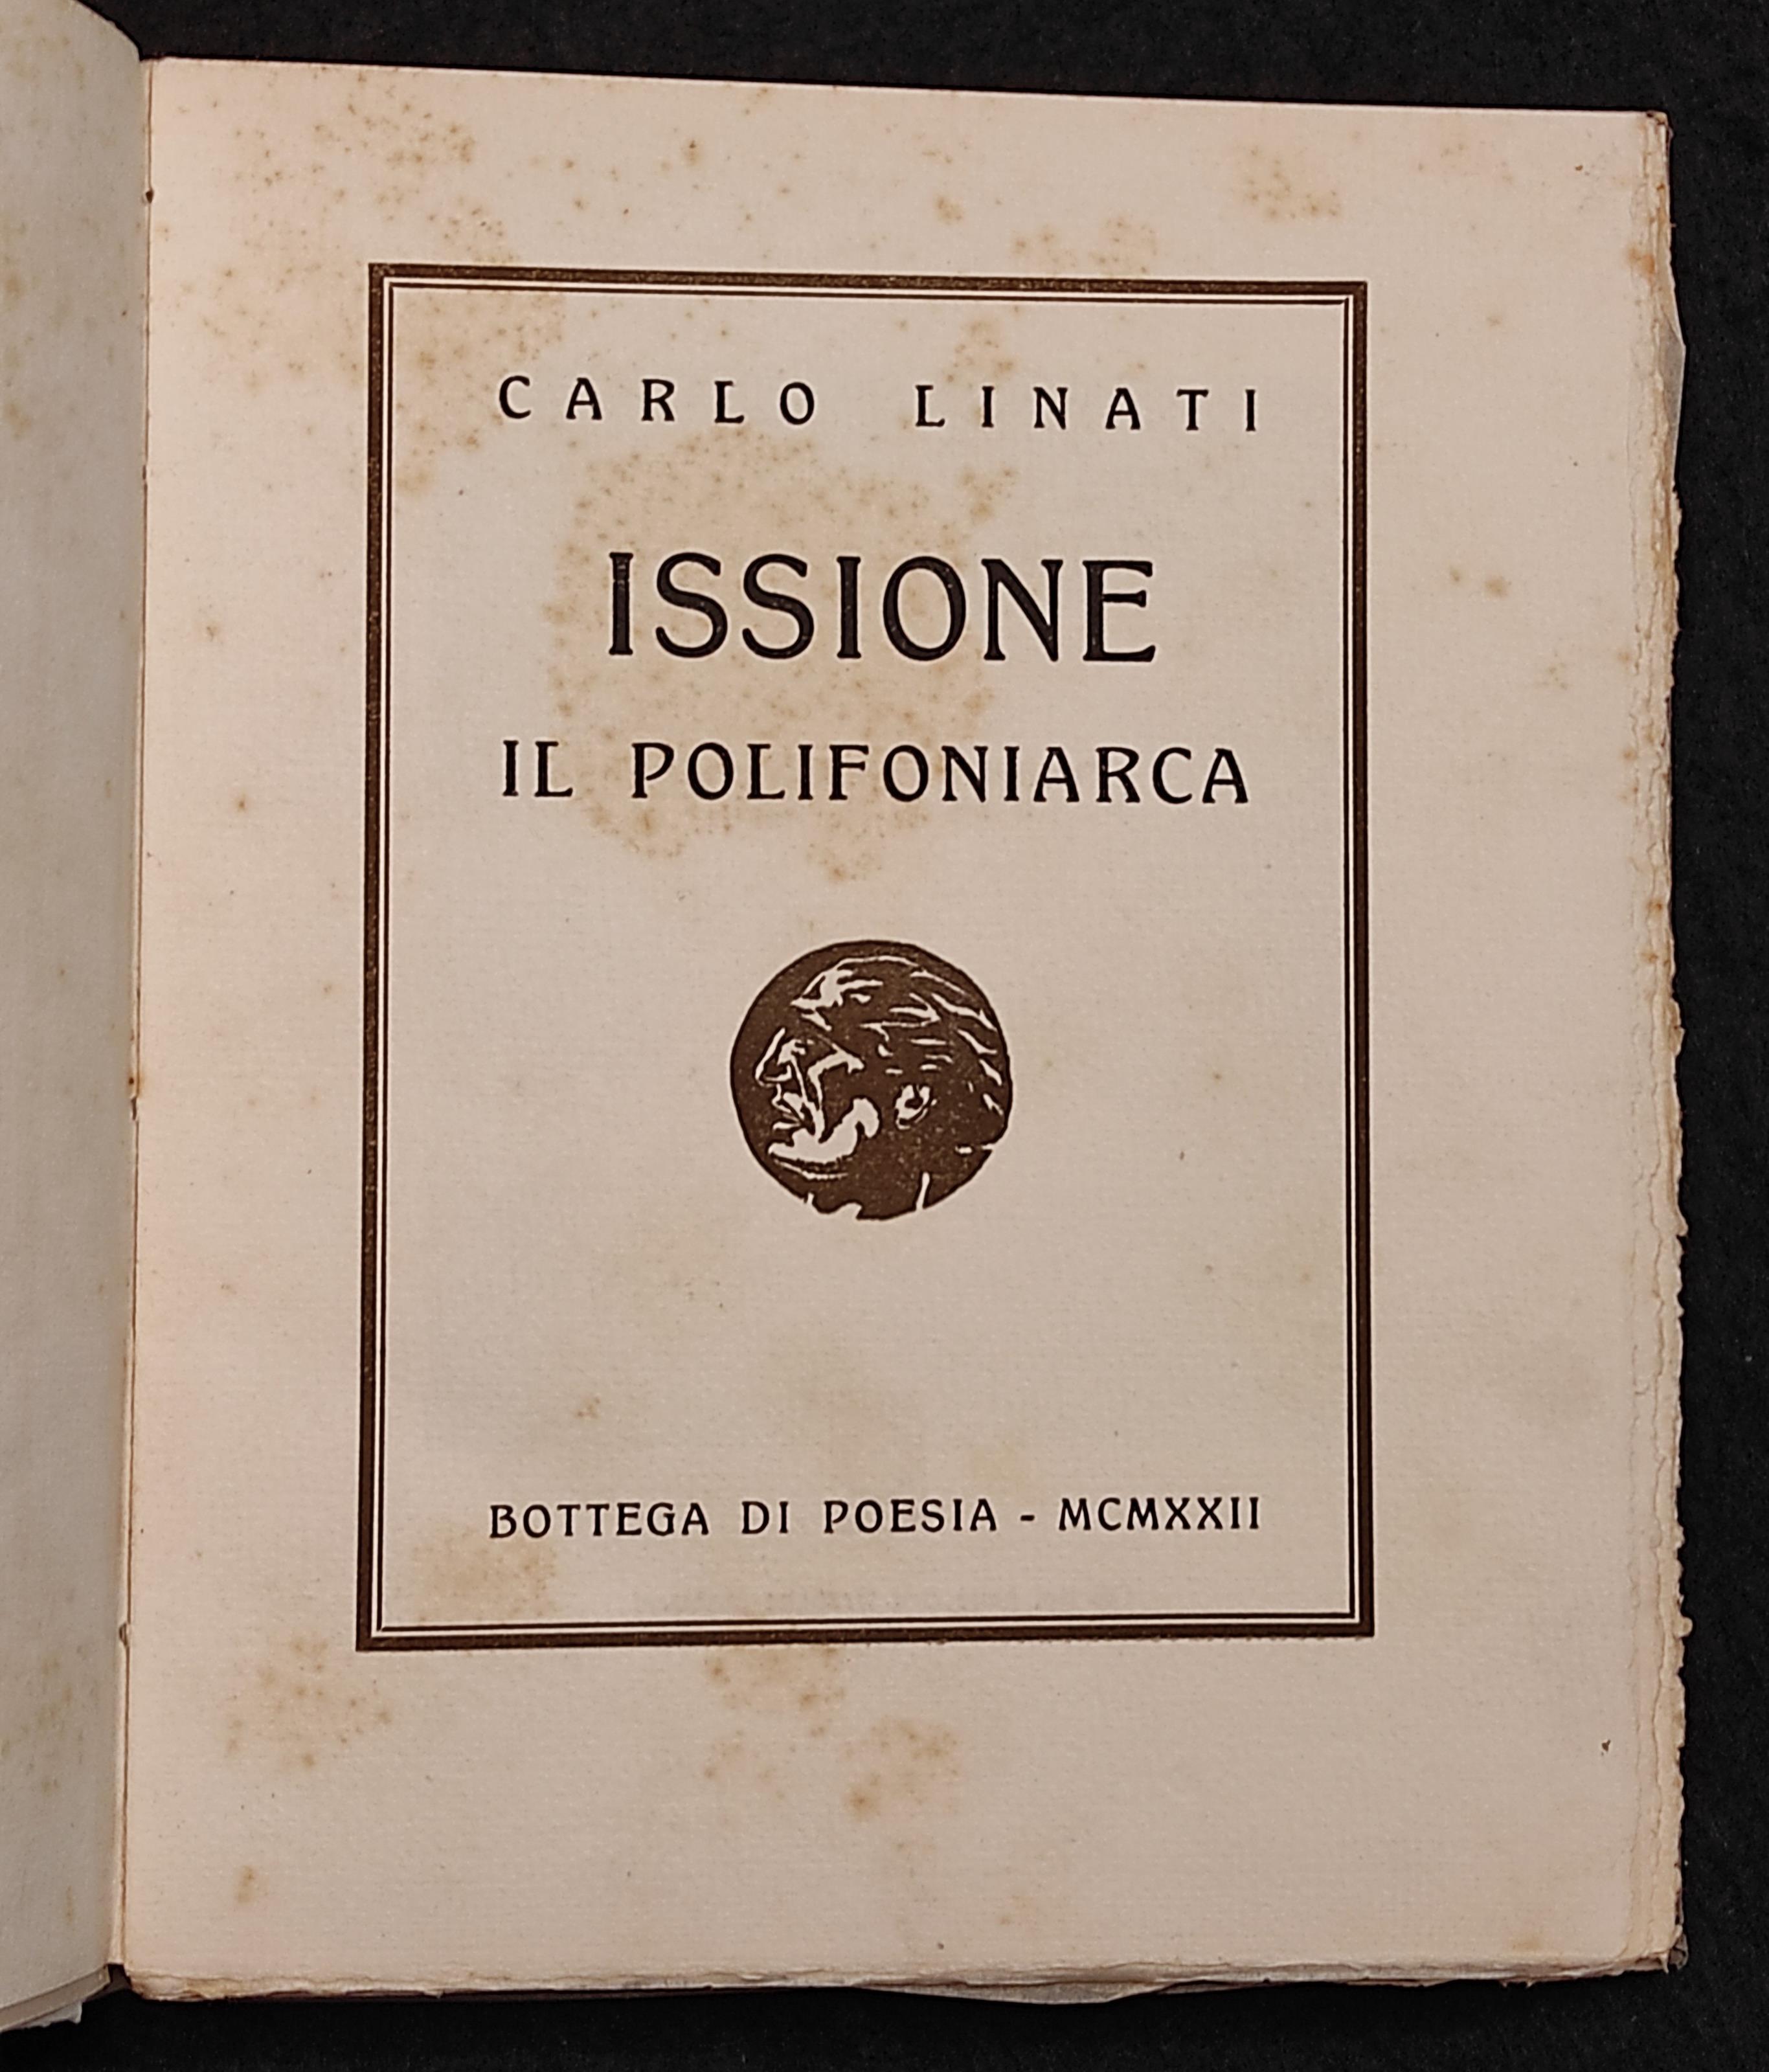 CARLO LINATI
ISSIONE
IL POLIFONIARCA
BOTTEGA DI POESIA - MCMXXII